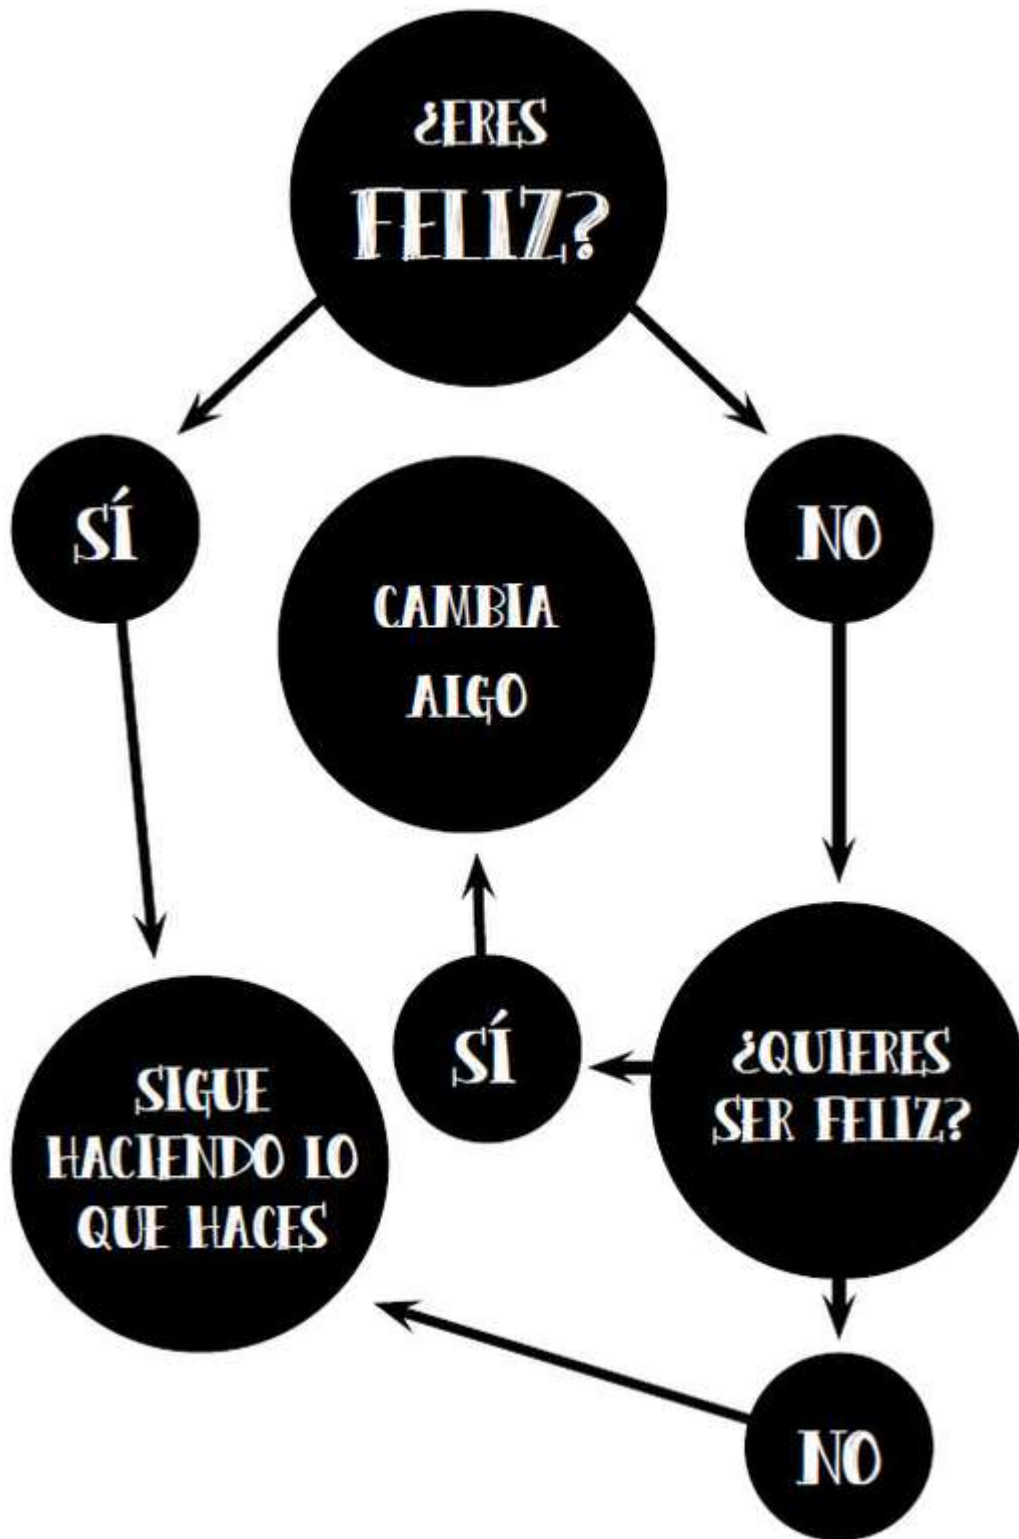 ¿ERES
FELIZ?
SÍ
NO
CAMBIA
ALGO
SÍ
¿QUIERES
SER FELIZ?
SIGUE
HACIENDO LO
QUE HACES
NO